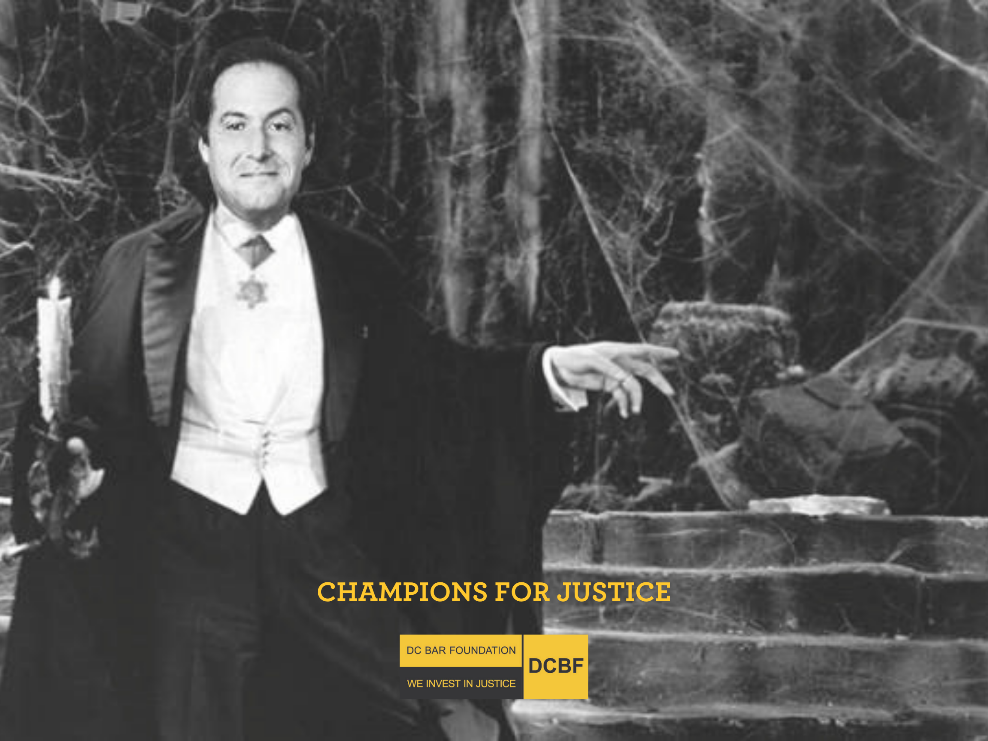 CHAMPIONS FOR JUSTICE
DC BAR FOUNDATION
DCBF
WE INVEST IN JUSTICE